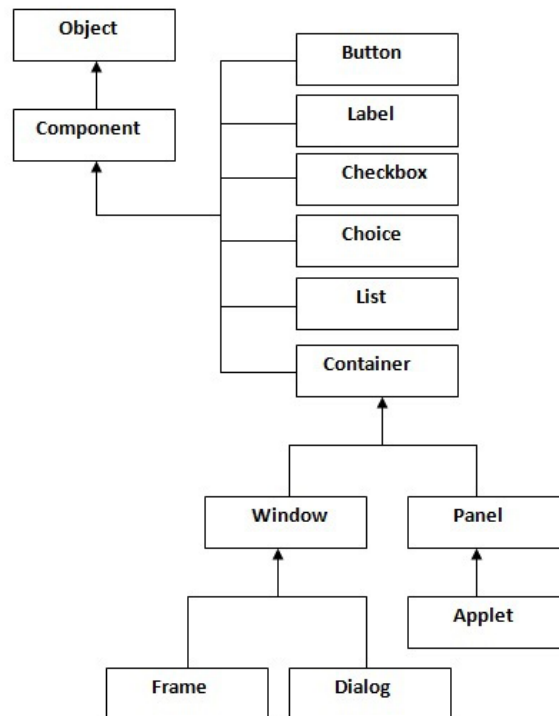 Object
Button
Label
Component
Checkbox
Choice
List
Container
Window
Panel
Applet
Frame
Dialog